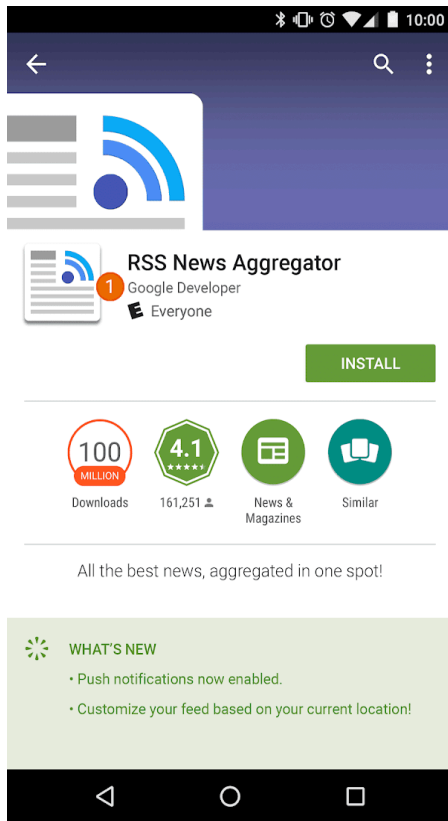 10:00
RSS News Aggregator
1
Google Developer
E Everyone
INSTALL
100
MILLION
4.1
Downloads
161,251
News &
Magazines
Similar
All the best news, aggregated in one spot!
WHAT'S NEW
• Push notifications now enabled.
• Customize your feed based on your current location!